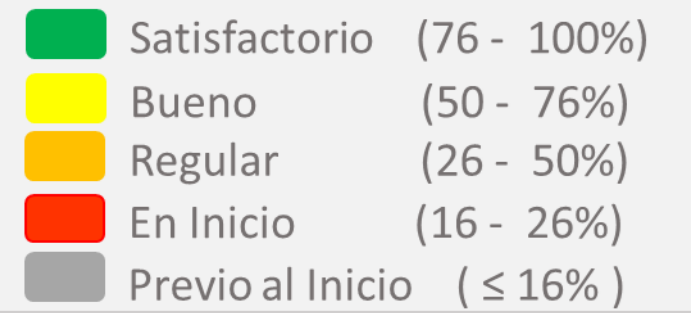 Satisfactorio (76 - 100%)
Bueno (50 - 76%)
Regular (26 - 50%)
En Inicio (16 - 26%)
Previo al Inicio ( ≤ 16% )